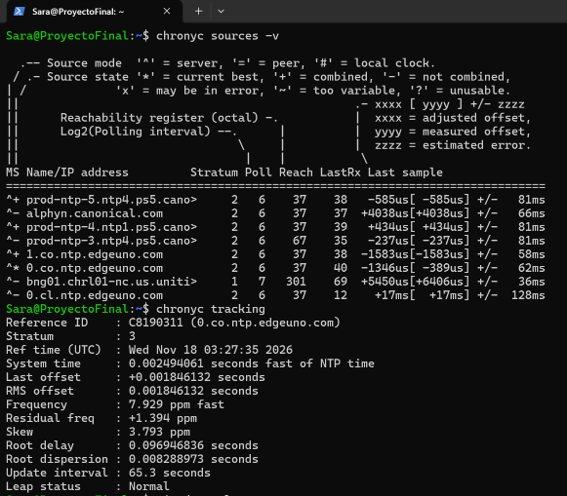 Sara@ProyectoFinal: ~
Sara@ProyectoFinal:~$ chronyc sources -v
  .-- Source mode  '^' = server, '=' = peer, '#' = local clock.
 / .- Source state '*' = current best, '+' = combined, '-' = not combined,
| /             'x' = may be in error, '~' = too variable, '?' = unusable.
||                                                 .- xxxx [ yyyy ] +/- zzzz
||      Reachability register (octal) -.           |  xxxx = adjusted offset,
||      Log2(Polling interval) --.      |          |  yyyy = measured offset,
||                                \     |          |  zzzz = estimated error.
||                                 |    |           \
MS Name/IP address         Stratum Poll Reach LastRx Last sample
===============================================================================
^+ prod-ntp-5.ntp4.ps5.cano>     2   6    37    38   -585us[ -585us] +/-   81ms
^- alphyn.canonical.com          2   6    37    37  +4038us[+4038us] +/-   66ms
^+ prod-ntp-4.ntp1.ps5.cano>     2   6    37    39   +434us[ +434us] +/-   81ms
^- prod-ntp-3.ntp4.ps5.cano>     2   6    67    35   -237us[ -237us] +/-   81ms
^+ 1.co.ntp.edgeuno.com          2   6    37    38  -1583us[-1583us] +/-   58ms
^* 0.co.ntp.edgeuno.com          2   6    37    40  -1346us[ -389us] +/-   62ms
^- bng01.chrl01-nc.us.uniti>     1   7   301    69  +5450us[+6406us] +/-   36ms
^- 0.cl.ntp.edgeuno.com          2   6    37    12    +17ms[  +17ms] +/-  128ms
Sara@ProyectoFinal:~$ chronyc tracking
Reference ID    : C8190311 (0.co.ntp.edgeuno.com)
Stratum         : 3
Ref time (UTC)  : Wed Nov 18 03:27:35 2026
System time     : 0.002494061 seconds fast of NTP time
Last offset     : +0.001846132 seconds
RMS offset      : 0.001846132 seconds
Frequency       : 7.929 ppm fast
Residual freq   : +1.394 ppm
Skew            : 3.793 ppm
Root delay      : 0.096946836 seconds
Root dispersion : 0.008288973 seconds
Update interval : 65.3 seconds
Leap status     : Normal